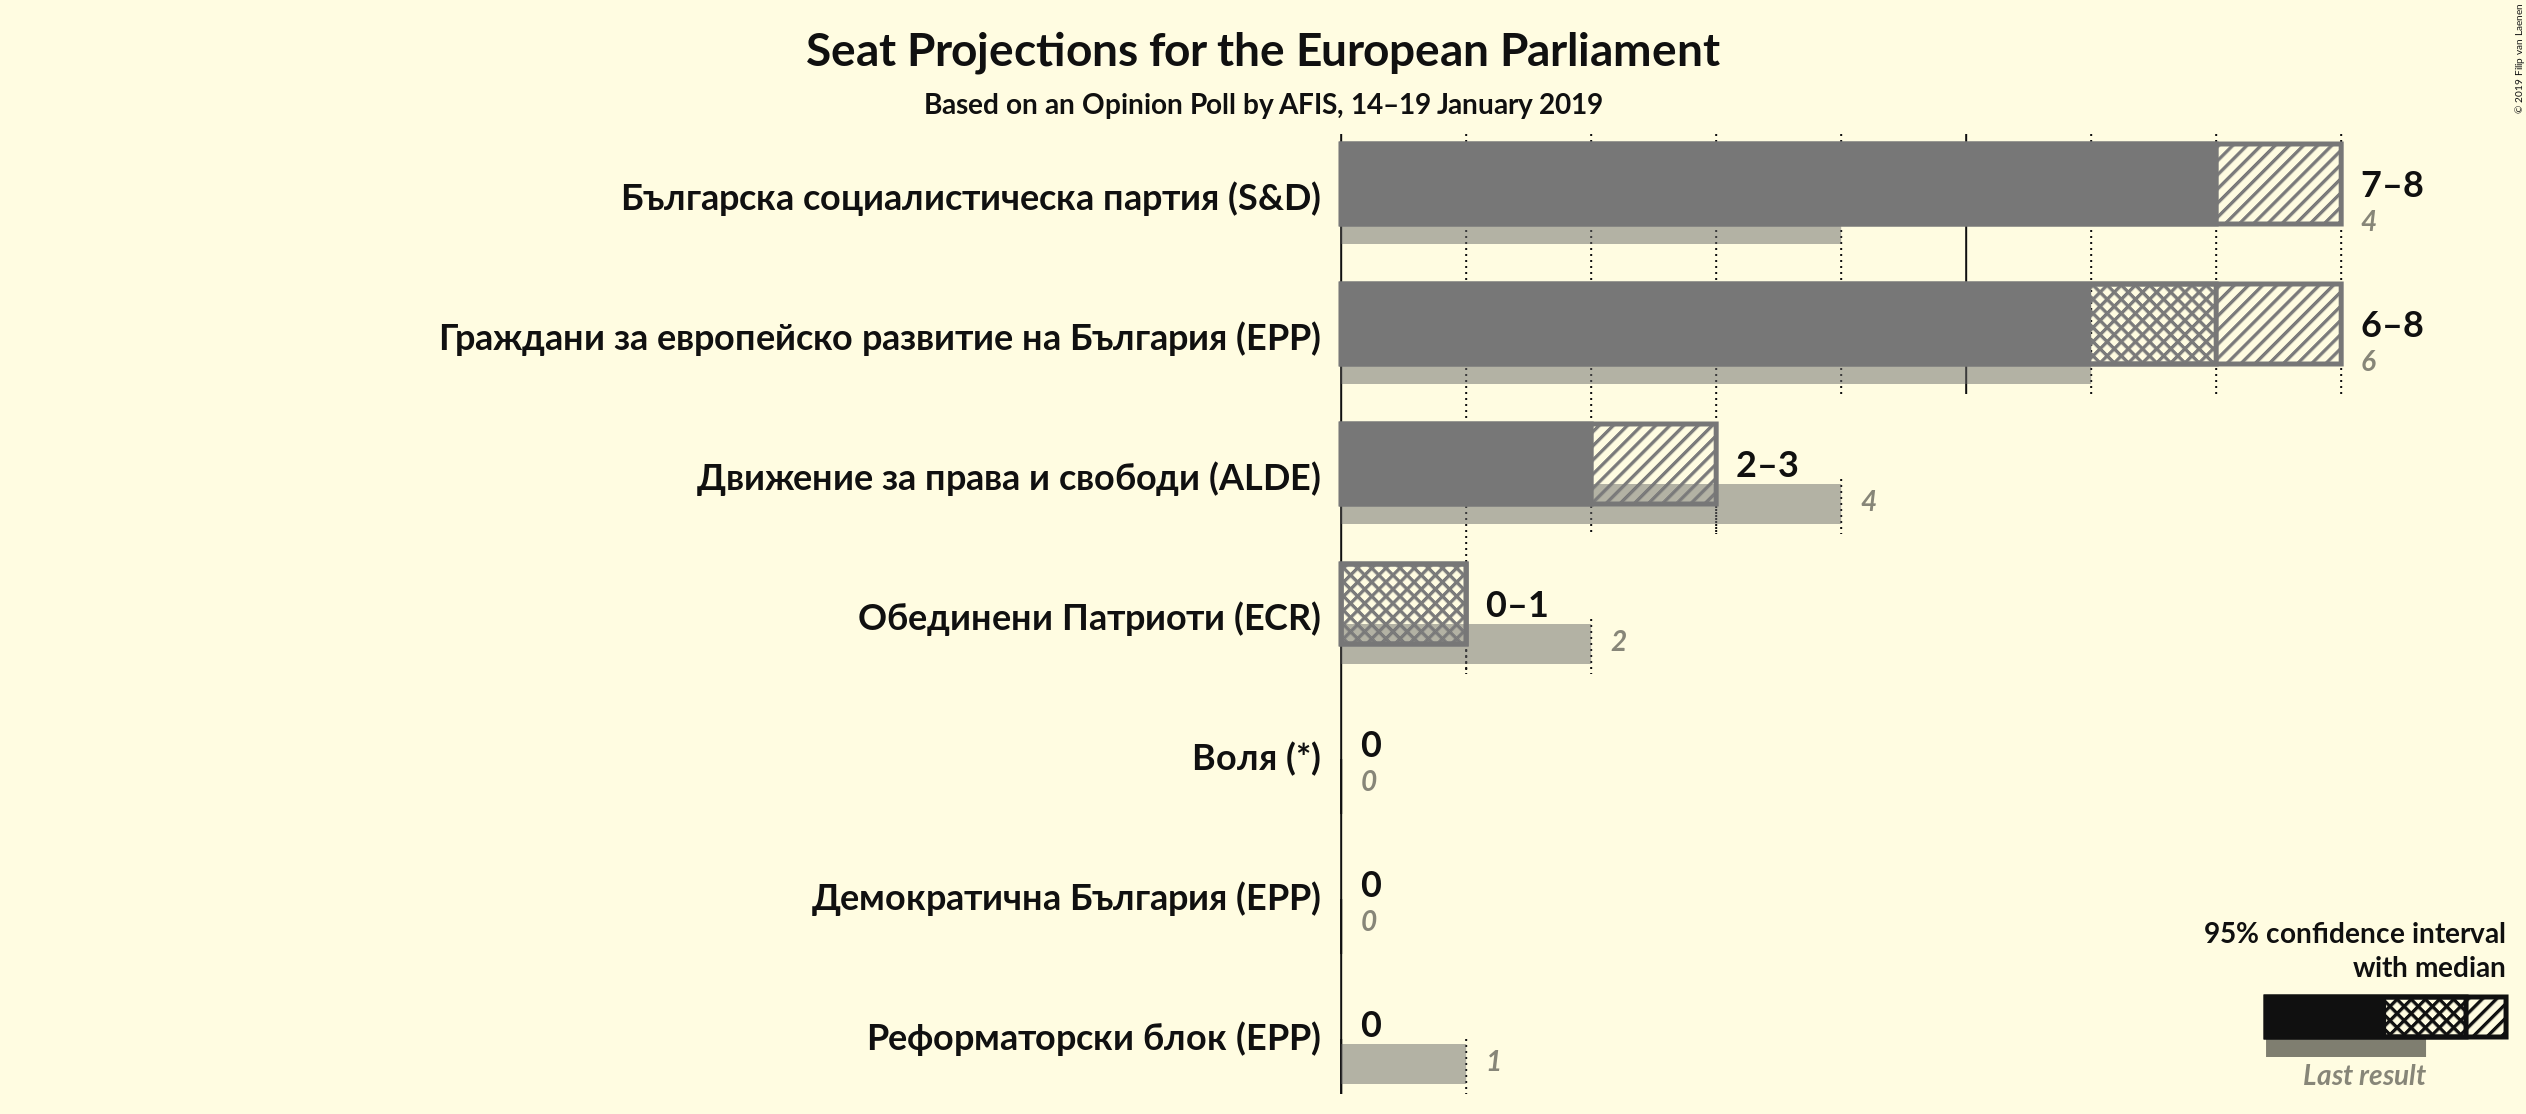 Seat Projections for the European Parliament
Based on an Opinion Poll by AFIS, 14–19 January 2019
© 2019 Filip van Laenen
Българска социалистическа партия (S&D)
7–8
4
Граждани за европейско развитие на България (EPP)
6–8
6
Движение за права и свободи (ALDE)
2–3
4
Обединени Патриоти (ECR)
0–1
2
Воля (*)
0
0
Демократична България (EPP)
0
0
Реформаторски блок (EPP)
0
1
95% confidence interval
with median
Last result